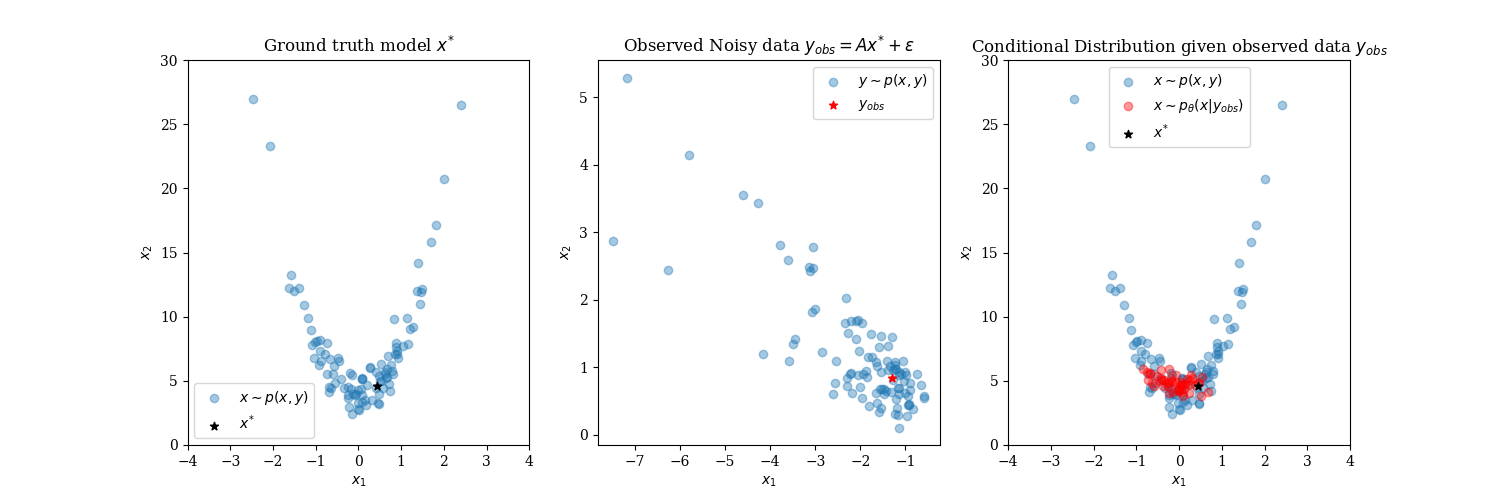 Ground truth model x*
30
25
20
15
10
5
0
x₂
x ~ p(x, y)
x*
−4 −3 −2 −1 0 1 2 3 4
x₁
Observed Noisy data y_obs = Ax* + ε
5
4
3
2
1
0
x₂
y ~ p(x, y)
y_obs
−7 −6 −5 −4 −3 −2 −1
x₁
Conditional Distribution given observed data y_obs
30
25
20
15
10
5
0
x₂
x ~ p(x, y)
x ~ p_θ(x|y_obs)
x*
−4 −3 −2 −1 0 1 2 3 4
x₁